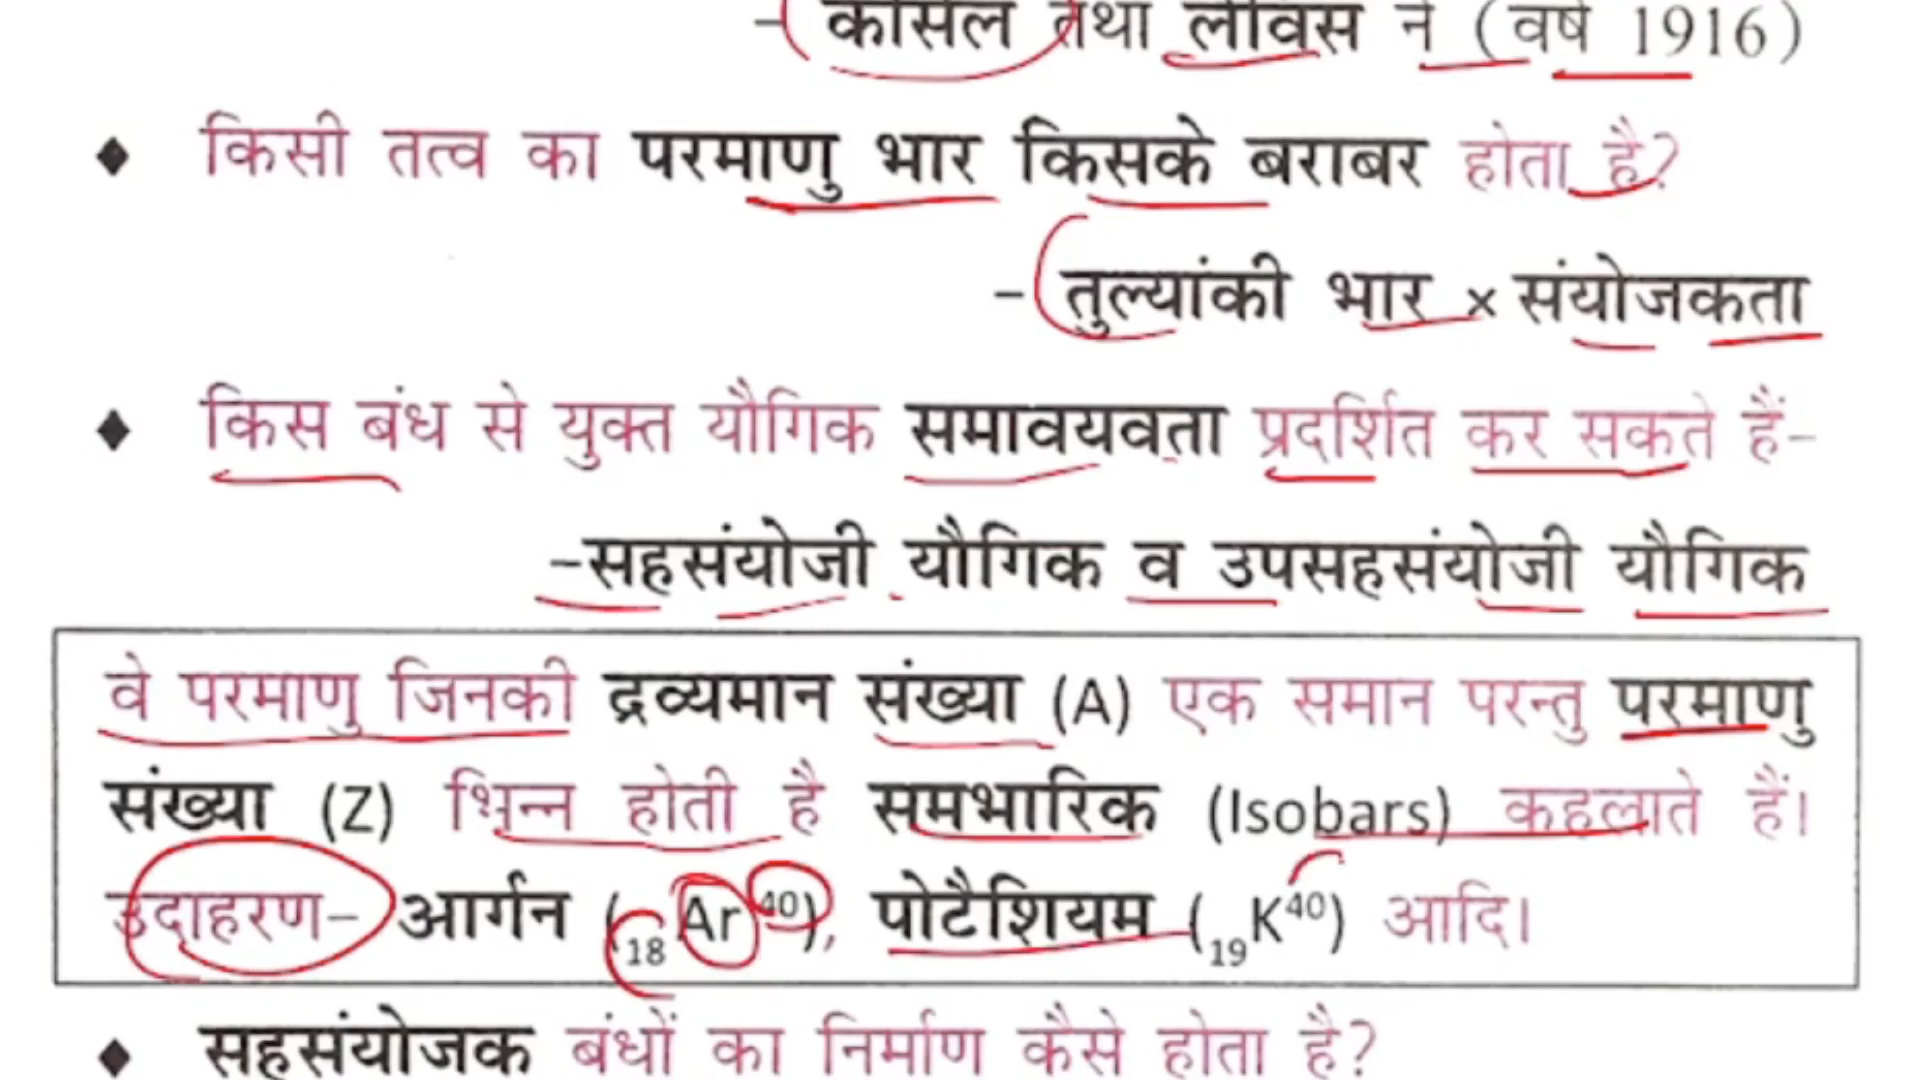 - कॉसेल तथा लीविस ने (वर्ष 1916)
♦ किसी तत्व का परमाणु भार किसके बराबर होता है?
- तुल्यांकी भार × संयोजकता
♦ किस बंध से युक्त यौगिक समावयवता प्रदर्शित कर सकते हैं-
-सहसंयोजी यौगिक व उपसहसंयोजी यौगिक
वे परमाणु जिनकी द्रव्यमान संख्या (A) एक समान परन्तु परमाणु
संख्या (Z) भिन्न होती है समभारिक (Isobars) कहलाते हैं।
उदाहरण- आर्गन (₁₈Ar⁴⁰), पोटैशियम (₁₉K⁴⁰) आदि।
♦ सहसंयोजक बंधों का निर्माण कैसे होता है?